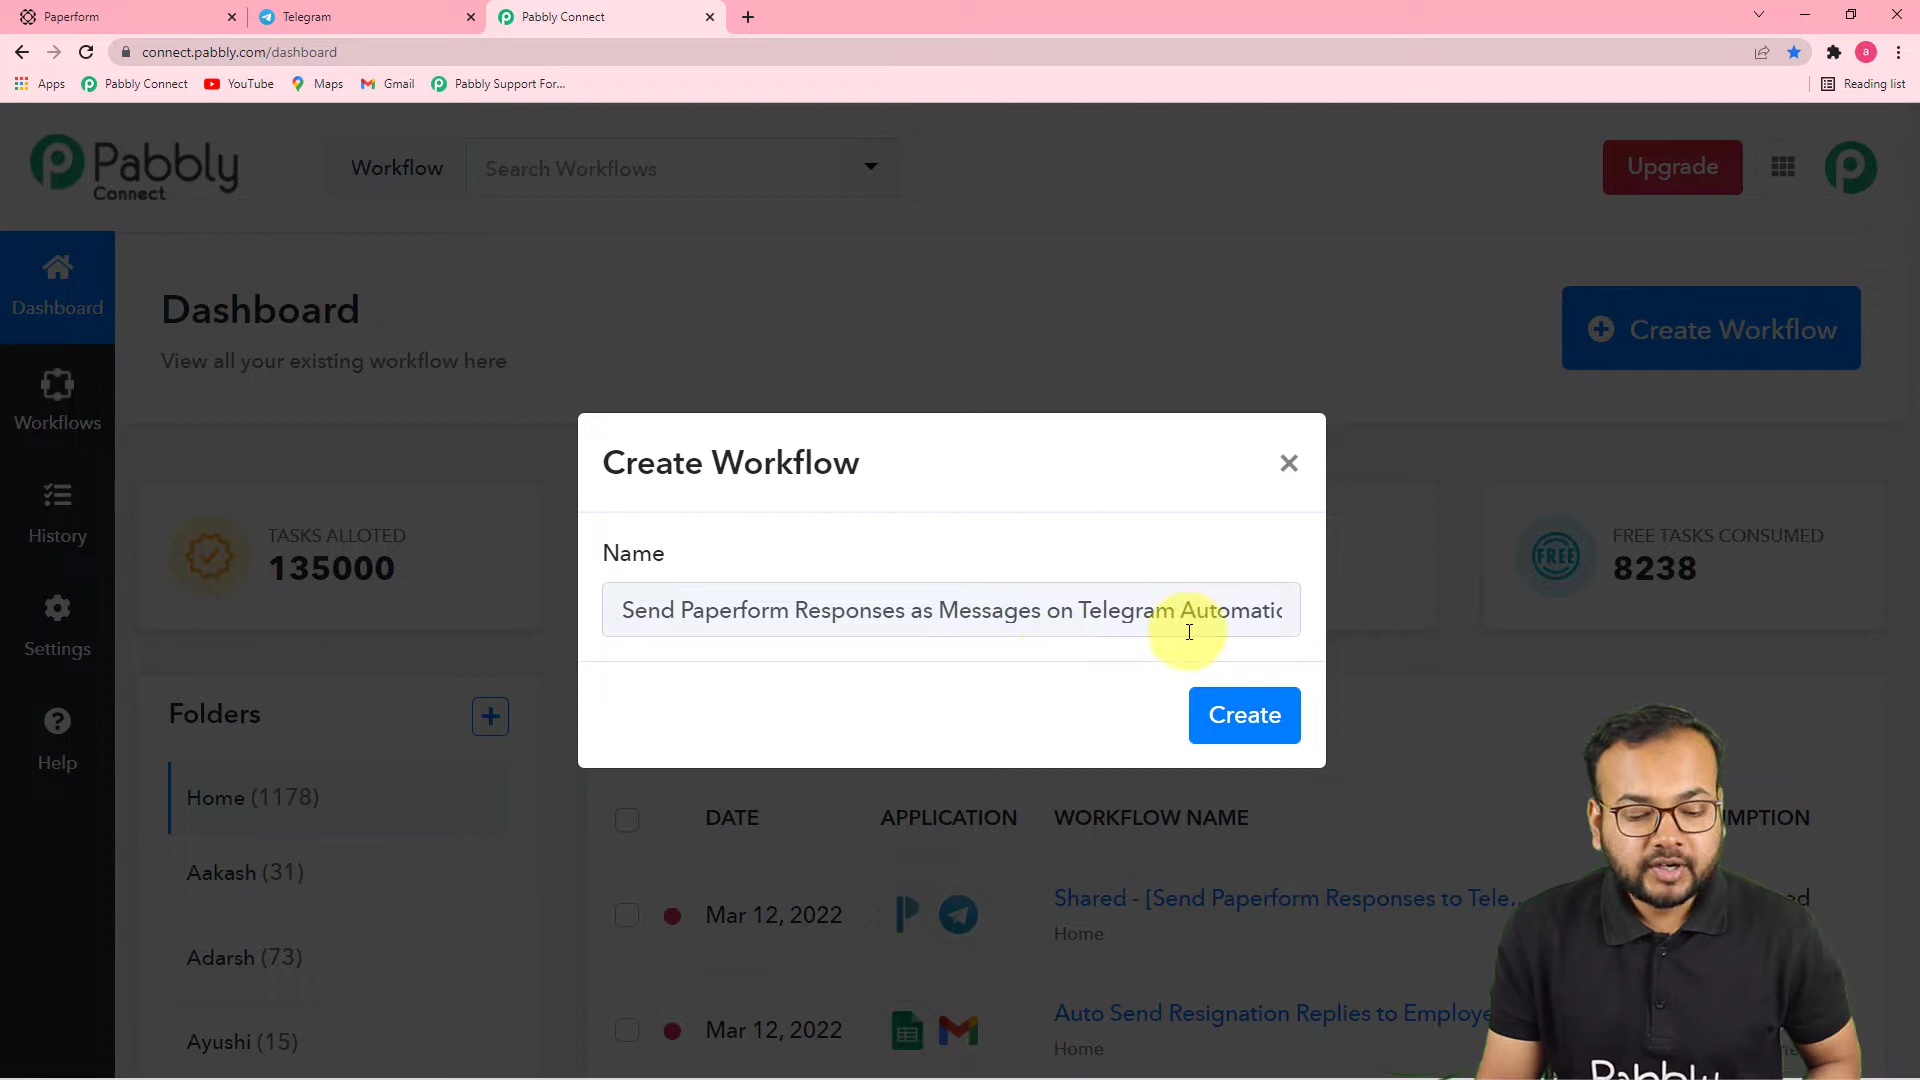 Paperform
Telegram
Pabbly Connect
connect.pabbly.com/dashboard
a
Apps
Pabbly Connect
YouTube
Maps
Gmail
Pabbly Support For...
Reading list
Pabbly
Connect
Workflow
Search Workflows
Upgrade
Dashboard
Workflows
History
Settings
Help
Dashboard
View all your existing workflow here
Create Workflow
Create Workflow
Name
Send Paperform Responses as Messages on Telegram Automatic
Create
TASKS ALLOTED
135000
FREE
FREE TASKS CONSUMED
8238
Folders
Home (1178)
Aakash (31)
Adarsh (73)
Ayushi (15)
DATE
APPLICATION
WORKFLOW NAME
Mar 12, 2022
Shared - [Send Paperform Responses to Tele...
Home
Mar 12, 2022
Auto Send Resignation Replies to Employe
Home
Pabbly